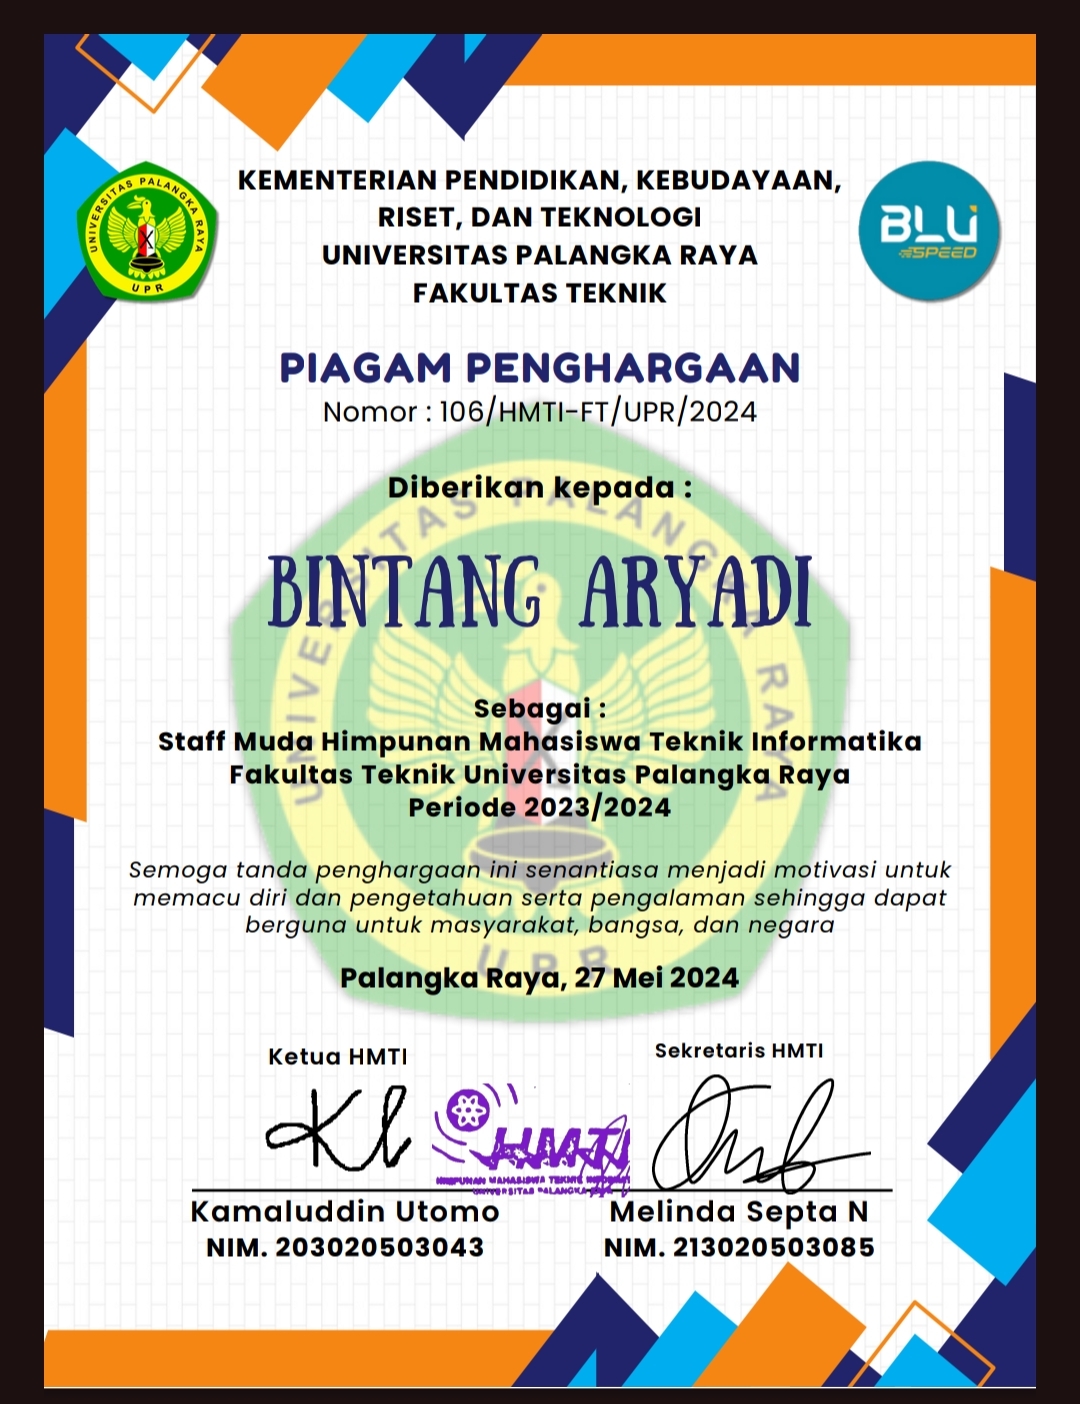 UNIVERSITAS PALANGKA RAYA
UPR
KEMENTERIAN PENDIDIKAN, KEBUDAYAAN,
RISET, DAN TEKNOLOGI
UNIVERSITAS PALANGKA RAYA
FAKULTAS TEKNIK
BLU
SPEED
PIAGAM PENGHARGAAN
Nomor : 106/HMTI-FT/UPR/2024
Diberikan kepada :
BINTANG ARYADI
UNIVERSITAS PALANGKA RAYA
Sebagai :
Staff Muda Himpunan Mahasiswa Teknik Informatika
Fakultas Teknik Universitas Palangka Raya
Periode 2023/2024
Semoga tanda penghargaan ini senantiasa menjadi motivasi untuk
memacu diri dan pengetahuan serta pengalaman sehingga dapat
berguna untuk masyarakat, bangsa, dan negara
UPR
Palangka Raya, 27 Mei 2024
Ketua HMTI
Sekretaris HMTI
HMTI
HIMPUNAN MAHASISWA TEKNIK
UNIVERSITAS PALANGKA
Kamaluddin Utomo
NIM. 203020503043
Melinda Septa N
NIM. 213020503085